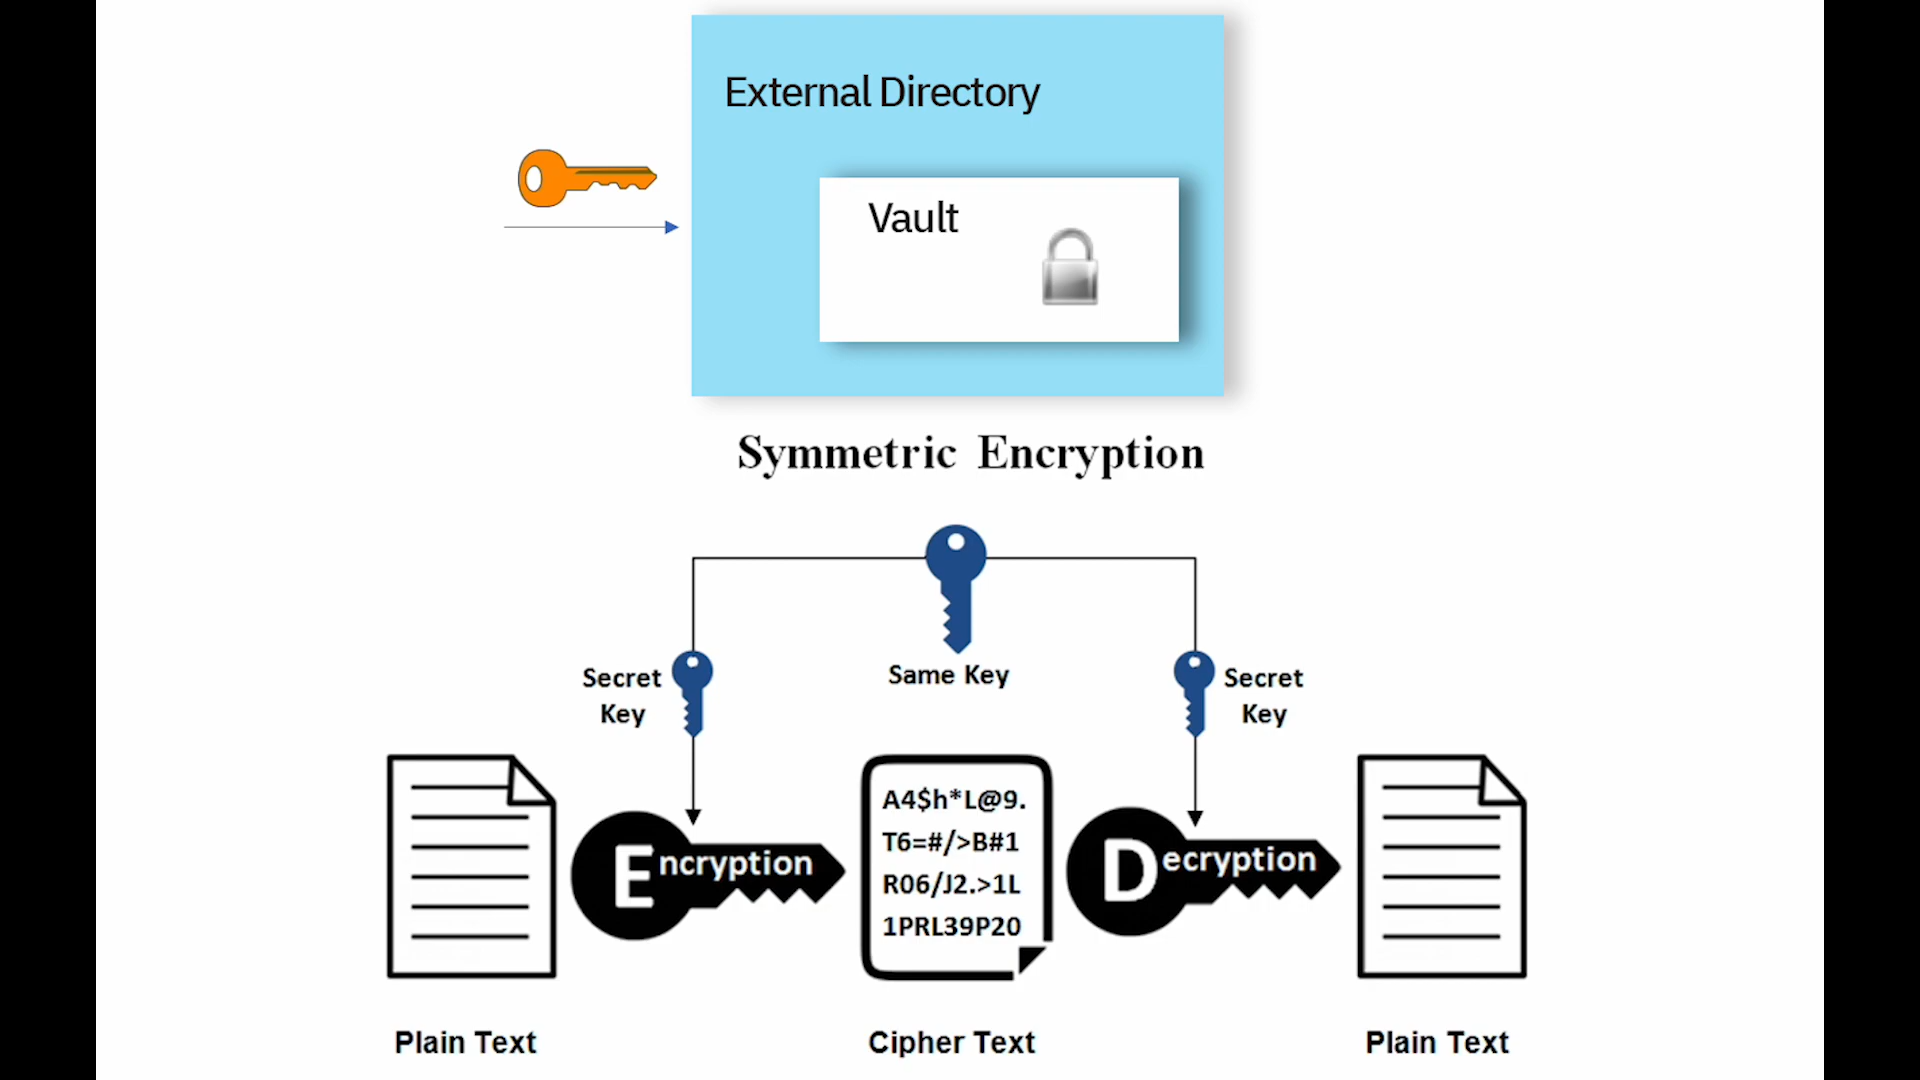 External Directory
Vault
Symmetric Encryption
Same Key
Secret
Key
Secret
Key
A4$h*L@9.
T6=#/>B#1
R06/J2.>1L
1PRL39P20
Encryption
Decryption
Plain Text
Cipher Text
Plain Text